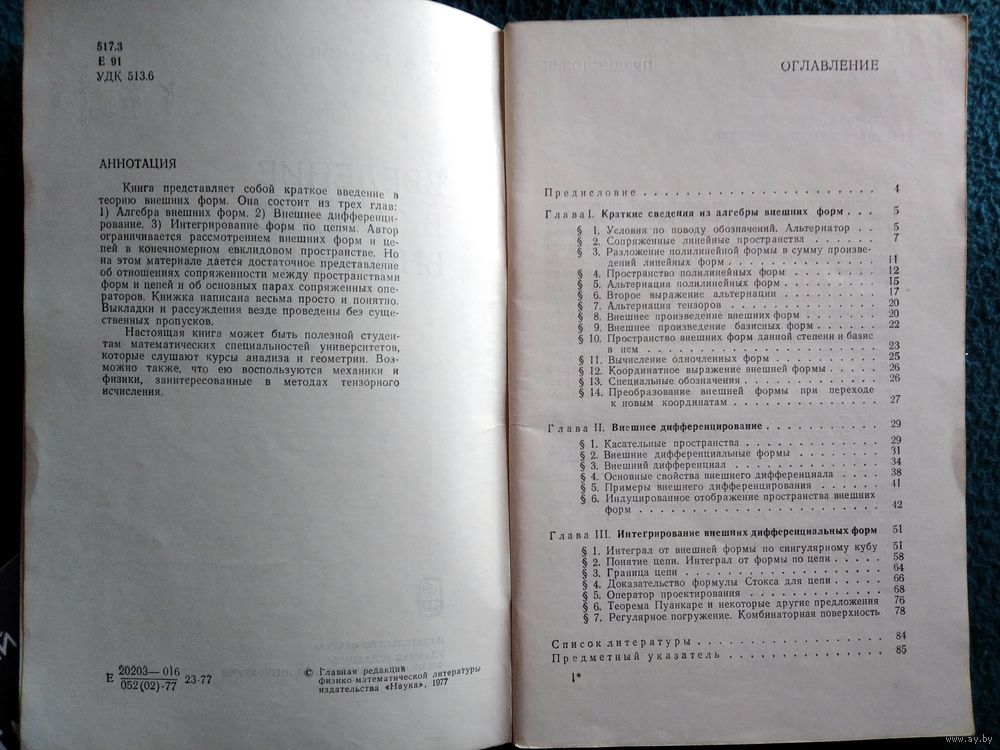 517.3
Е 91
УДК 513.6
АННОТАЦИЯ
Книга представляет собой краткое введение в
теорию внешних форм. Она состоит из трех глав:
1) Алгебра внешних форм. 2) Внешнее дифференци-
рование. 3) Интегрирование форм по цепям. Автор
ограничивается рассмотрением внешних форм и це-
пей в конечномерном евклидовом пространстве. Но
на этом материале дается достаточное представление
об отношениях сопряженности между пространствами
форм и цепей и об основных парах сопряженных опе-
раторов. Книжка написана весьма просто и понятно.
Выкладки и рассуждения везде проведены без суще-
ственных пропусков.
Настоящая книга может быть полезной студен-
там математических специальностей университетов,
которые слушают курсы анализа и геометрии. Воз-
можно также, что ею воспользуются механики и
физики, заинтересованные в методах тензорного
исчисления.
Е 20203—016
052(02)-77 23-77
© Главная редакция
физико-математической литературы
издательства «Наука», 1977
ОГЛАВЛЕНИЕ
Предисловие . . . . . . . . . . . . . . . . . . . . . . 4
Глава I. Краткие сведения из алгебры внешних форм . . . 5
§ 1. Условия по поводу обозначений. Альтернатор . . 5
§ 2. Сопряженные линейные пространства . . . . . . 7
§ 3. Разложение полилинейной формы в сумму произве-
дений линейных форм . . . . . . . . . . . . . . 11
§ 4. Пространство полилинейных форм . . . . . . . . 12
§ 5. Альтернация полилинейных форм . . . . . . . . 15
§ 6. Второе выражение альтернации . . . . . . . . . 17
§ 7. Альтернация тензоров . . . . . . . . . . . . . 20
§ 8. Внешнее произведение внешних форм . . . . . . 20
§ 9. Внешнее произведение базисных форм . . . . . . 22
§ 10. Пространство внешних форм данной степени и базис
в нем . . . . . . . . . . . . . . . . . . . . 23
§ 11. Вычисление одночленных форм . . . . . . . . . 25
§ 12. Координатное выражение внешней формы . . . . . 26
§ 13. Специальные обозначения . . . . . . . . . . . 26
§ 14. Преобразование внешней формы при переходе
к новым координатам . . . . . . . . . . . . . . 27
Глава II. Внешнее дифференцирование . . . . . . . . . . . 29
§ 1. Касательные пространства . . . . . . . . . . . 29
§ 2. Внешние дифференциальные формы . . . . . . . . 31
§ 3. Внешний дифференциал . . . . . . . . . . . . . 34
§ 4. Основные свойства внешнего дифференциала . . . . 38
§ 5. Примеры внешнего дифференцирования . . . . . . 41
§ 6. Индуцированное отображение пространства внешних
форм . . . . . . . . . . . . . . . . . . . . . 42
Глава III. Интегрирование внешних дифференциальных форм 51
§ 1. Интеграл от внешней формы по сингулярному кубу 51
§ 2. Понятие цепи. Интеграл от формы по цепи . . . . . 58
§ 3. Граница цепи . . . . . . . . . . . . . . . . . 64
§ 4. Доказательство формулы Стокса для цепи . . . . . 66
§ 5. Оператор проектирования . . . . . . . . . . . . 68
§ 6. Теорема Пуанкаре и некоторые другие предложения 76
§ 7. Регулярное погружение. Комбинаторная поверхность 78
Список литературы . . . . . . . . . . . . . . . . . . . 84
Предметный указатель . . . . . . . . . . . . . . . . . 85
1*
www.ay.by